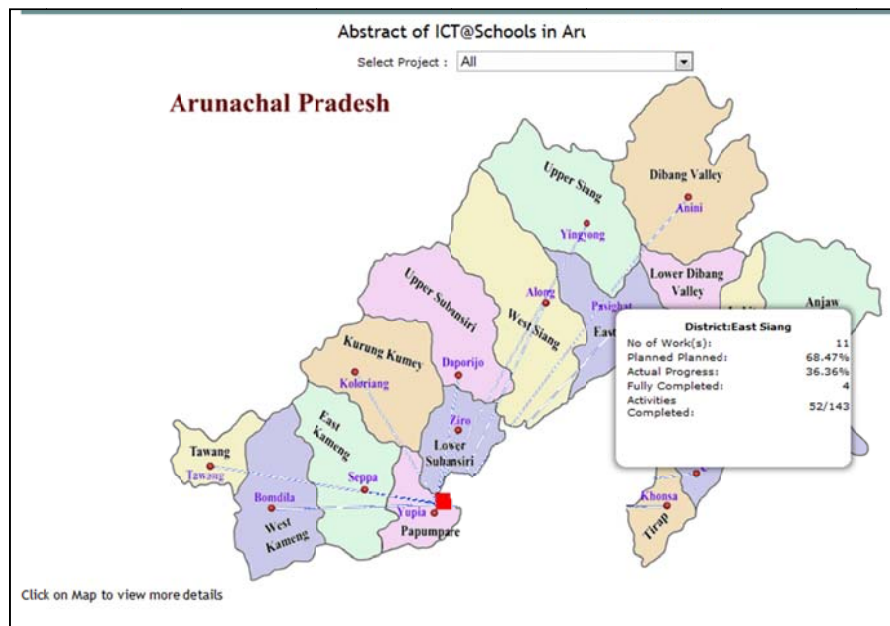 Abstract of ICT@Schools in Aru
Select Project : All
Arunachal Pradesh
Upper Siang
Dibang Valley
Anini
Yingiong
Upper Subansiri
Along
West Siang
Pasighat
East
Lower Dibang
Valley
Anjaw
Kurung Kumey
Koloriang
Daporijo
District:East Siang
No of Work(s): 11
Planned Planned: 68.47%
Actual Progress: 36.36%
Fully Completed: 4
Activities
Completed: 52/143
East
Kameng
Ziro
Lower
Subansiri
Tawang
Tawang
Seppa
Bomdila
West
Kameng
Yupia
Papumpare
Khonsa
Tirap
Click on Map to view more details